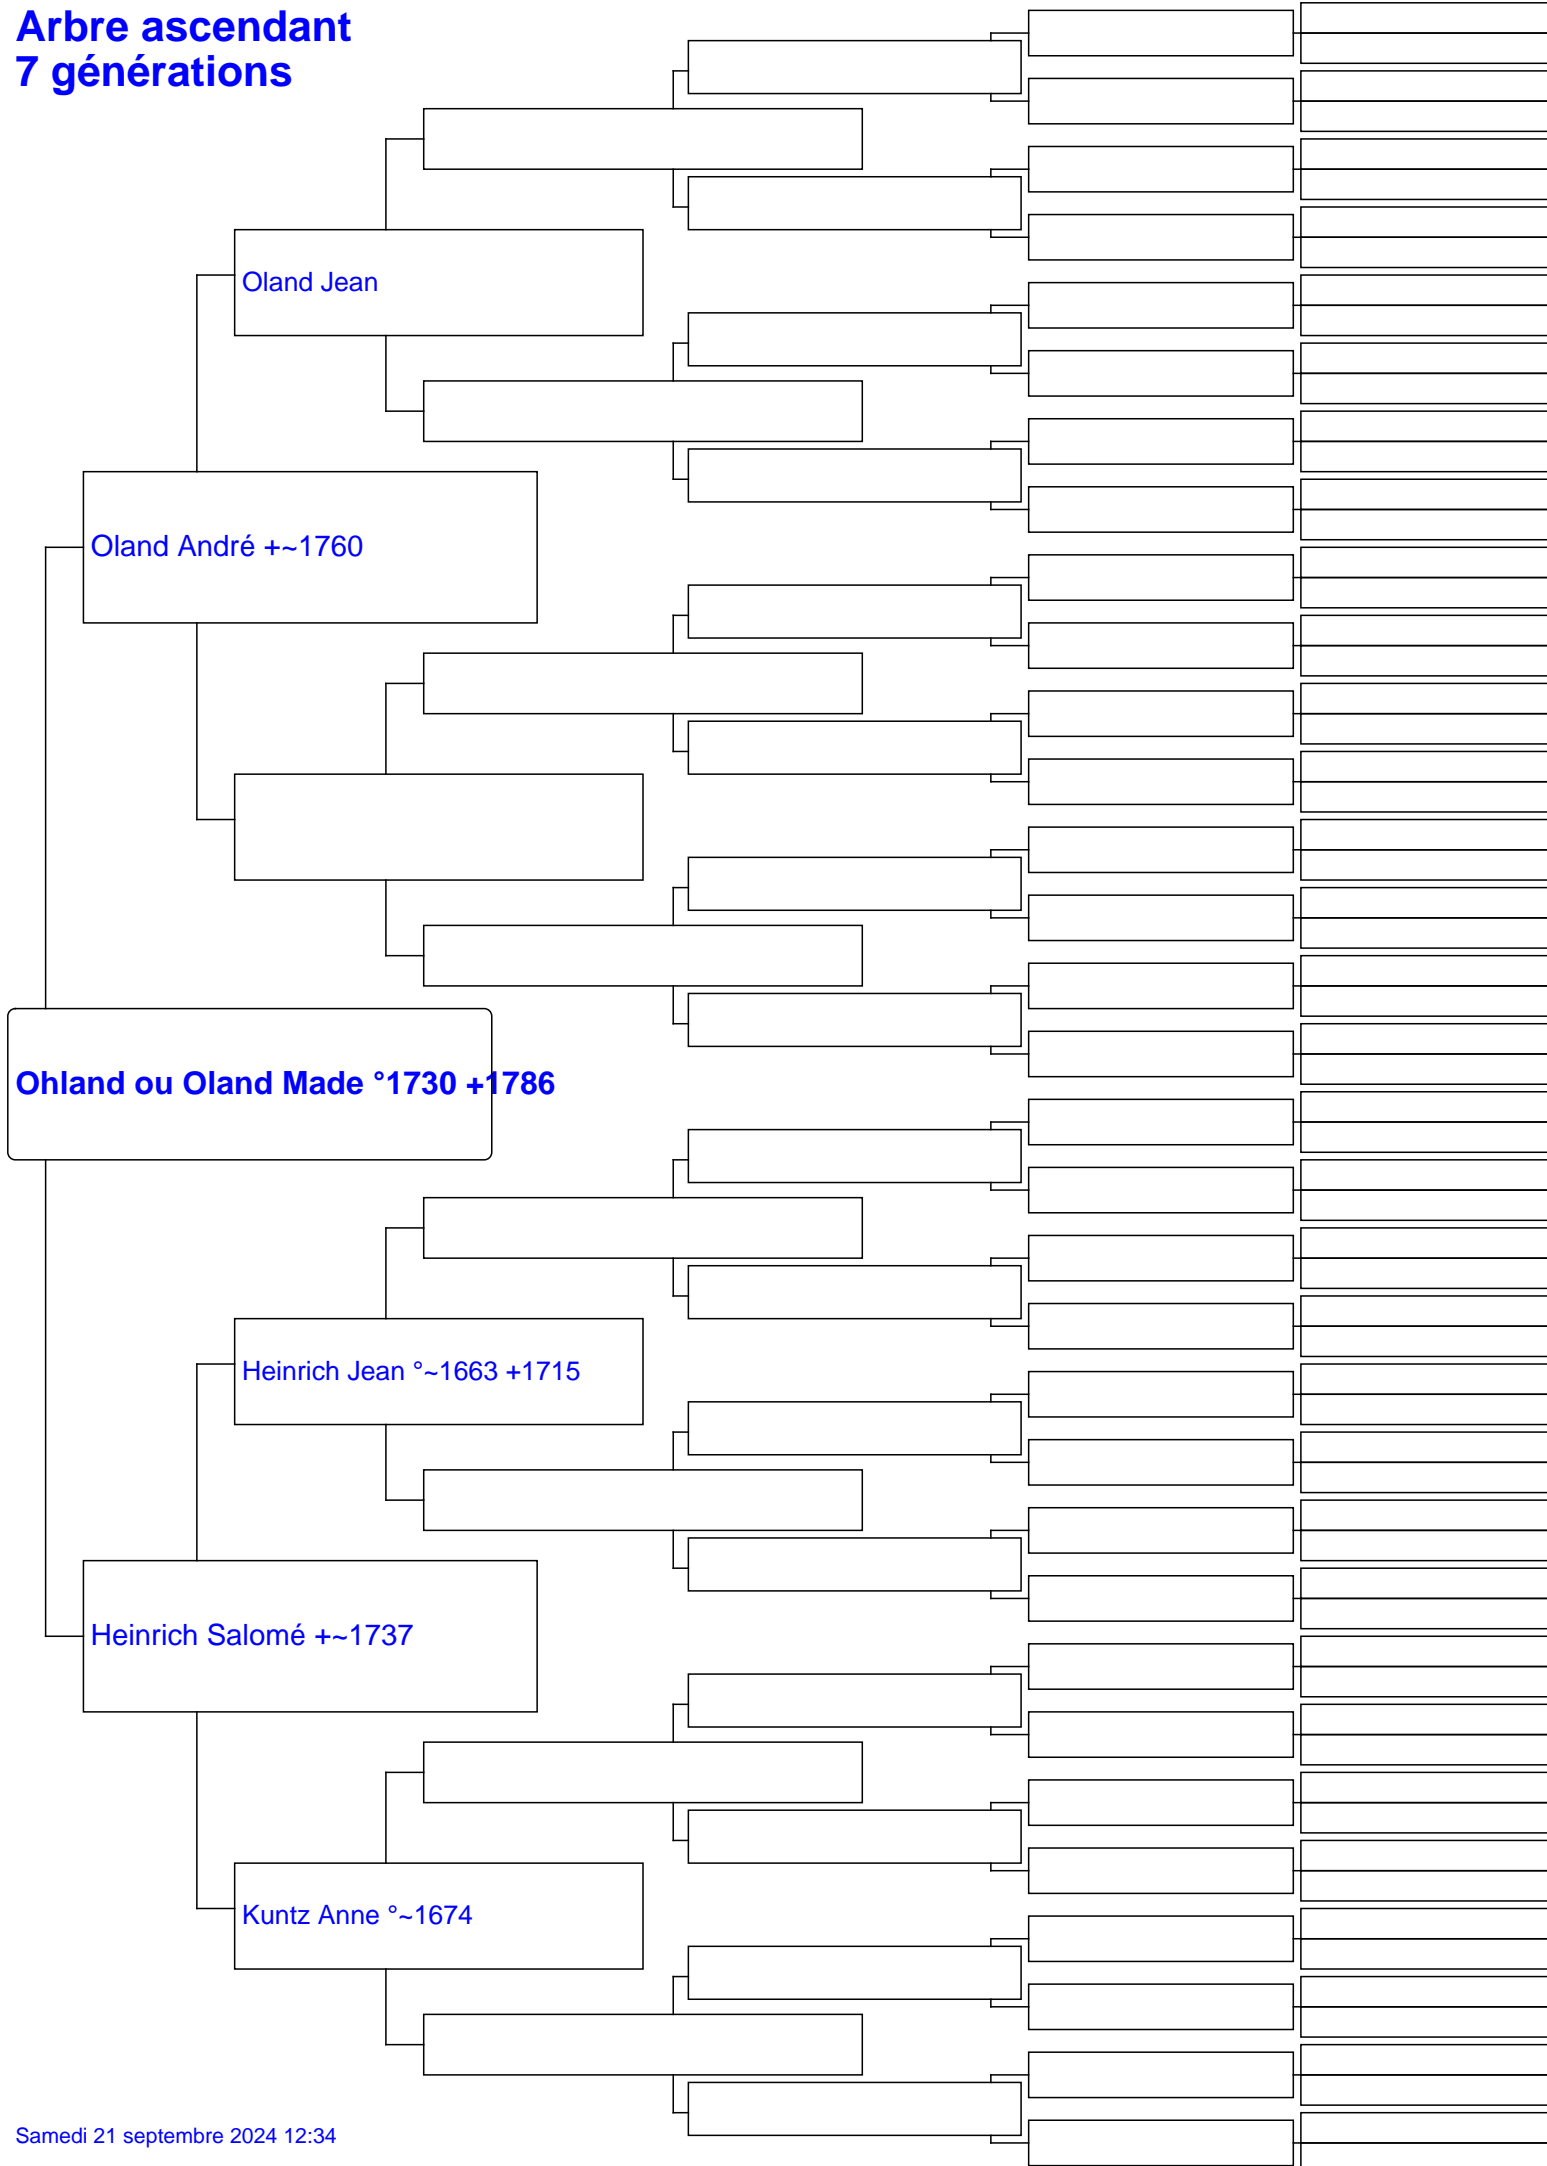 Arbre ascendant
7 générations
Oland Jean
Oland André +~1760
Ohland ou Oland Made °1730 +1786
Heinrich Jean °~1663 +1715
Heinrich Salomé +~1737
Kuntz Anne °~1674
Samedi 21 septembre 2024 12:34